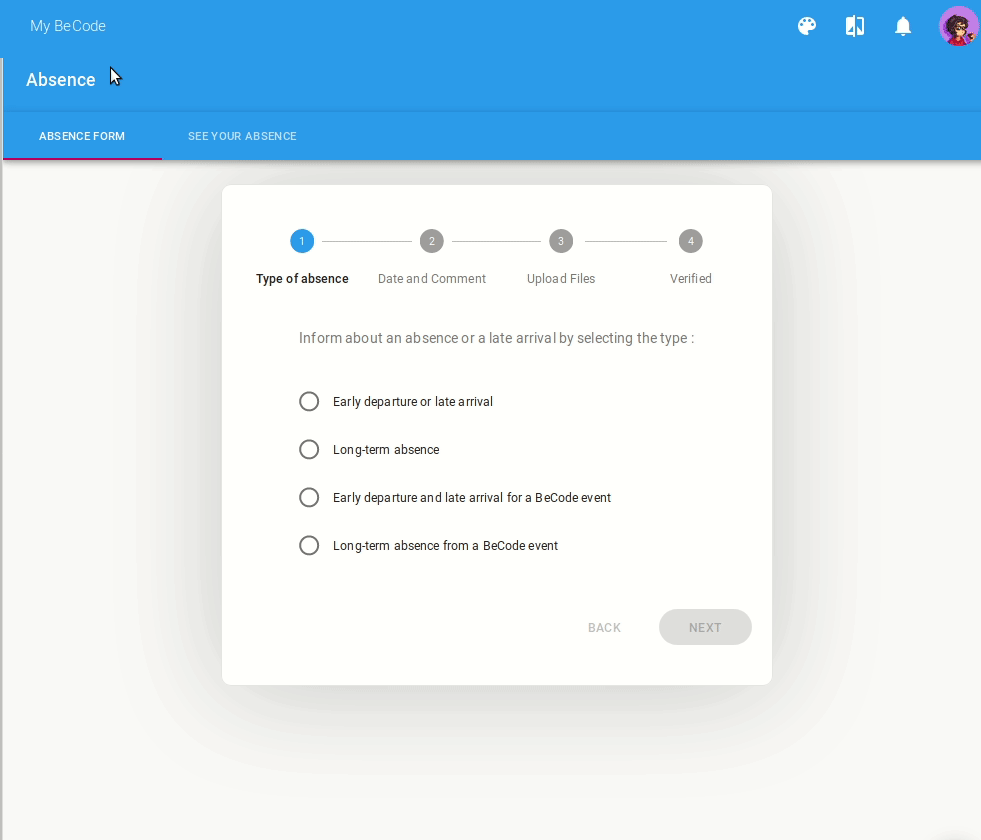 My BeCode
Absence
ABSENCE FORM
SEE YOUR ABSENCE
1
2
3
4
Type of absence
Date and Comment
Upload Files
Verified
Inform about an absence or a late arrival by selecting the type :
Early departure or late arrival
Long-term absence
Early departure and late arrival for a BeCode event
Long-term absence from a BeCode event
BACK
NEXT